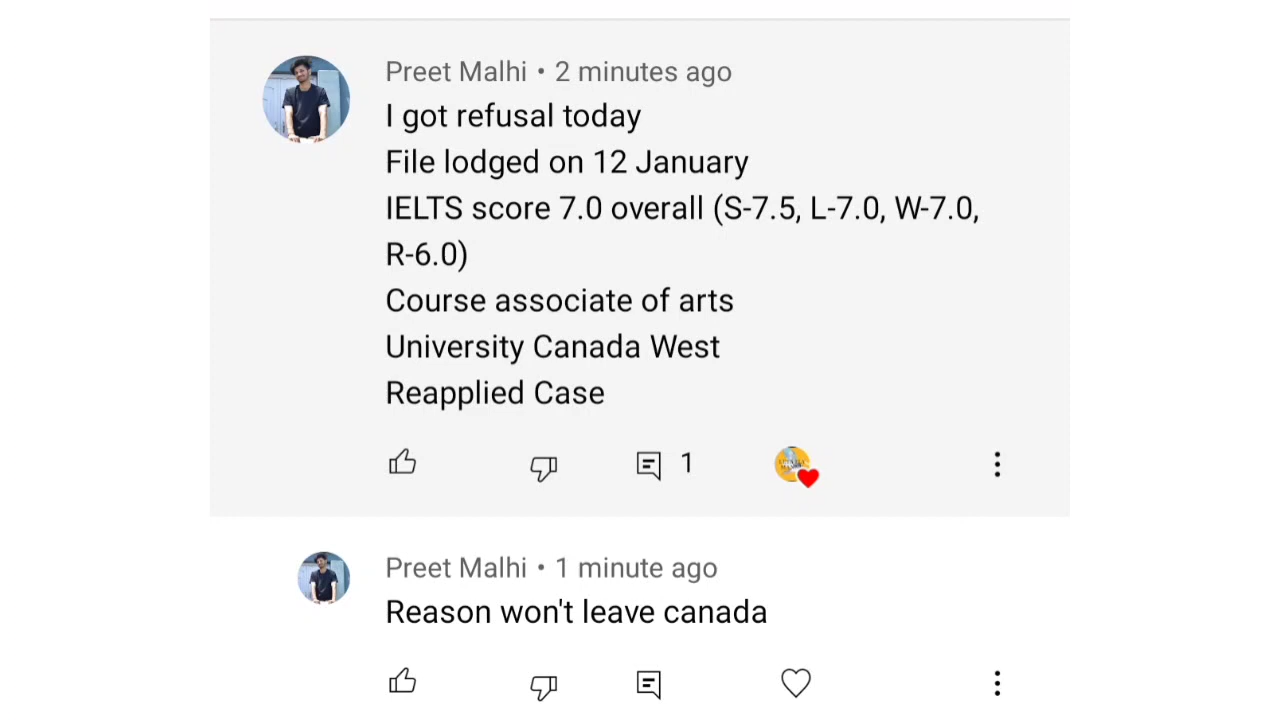 Preet Malhi • 2 minutes ago
I got refusal today
File lodged on 12 January
IELTS score 7.0 overall (S-7.5, L-7.0, W-7.0,
R-6.0)
Course associate of arts
University Canada West
Reapplied Case
1
Preet Malhi • 1 minute ago
Reason won't leave canada